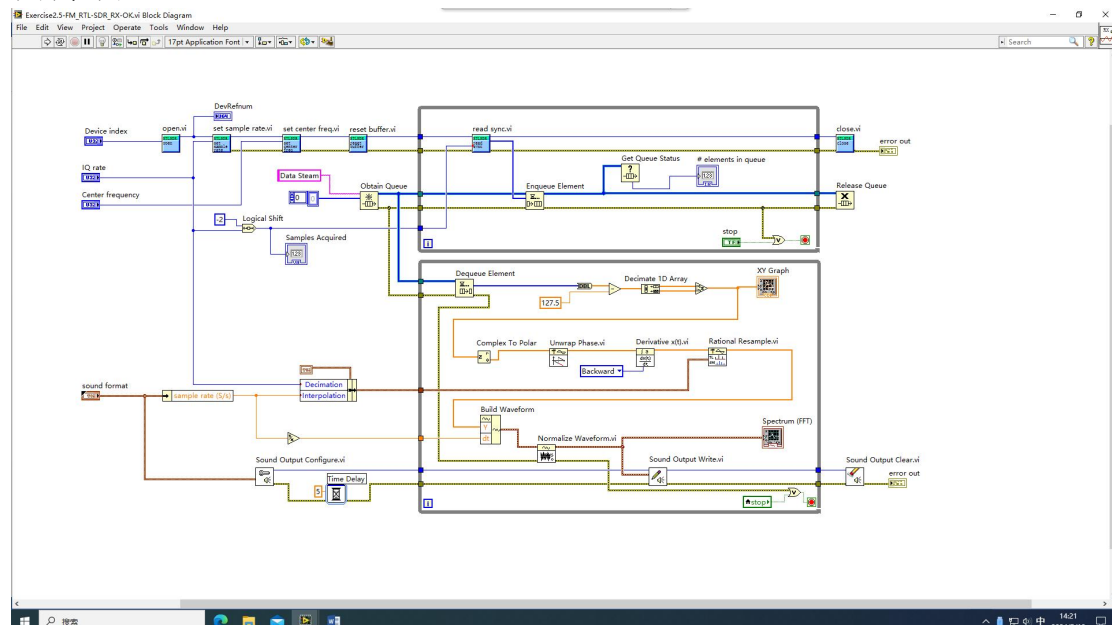 Exercise2.5-FM_RTL-SDR_RX-OK.vi Block Diagram
File Edit View Project Operate Tools Window Help
17pt Application Font
Search
DevRefnum
Device index
open.vi
set sample rate.vi
set center freq.vi
reset buffer.vi
read sync.vi
close.vi
error out
IQ rate
Center frequency
Data Steam
Obtain Queue
Enqueue Element
Get Queue Status
# elements in queue
Release Queue
0
-2
Logical Shift
Samples Acquired
stop
TF
i
Dequeue Element
Decimate 1D Array
XY Graph
127.5
Complex To Polar
Unwrap Phase.vi
Derivative x(t).vi
Rational Resample.vi
Backward
sound format
sample rate (S/s)
Decimation
Interpolation
Build Waveform
Y
dt
Normalize Waveform.vi
Spectrum (FFT)
Sound Output Configure.vi
Time Delay
5
Sound Output Write.vi
Sound Output Clear.vi
error out
stop
i
搜索
中
14:21